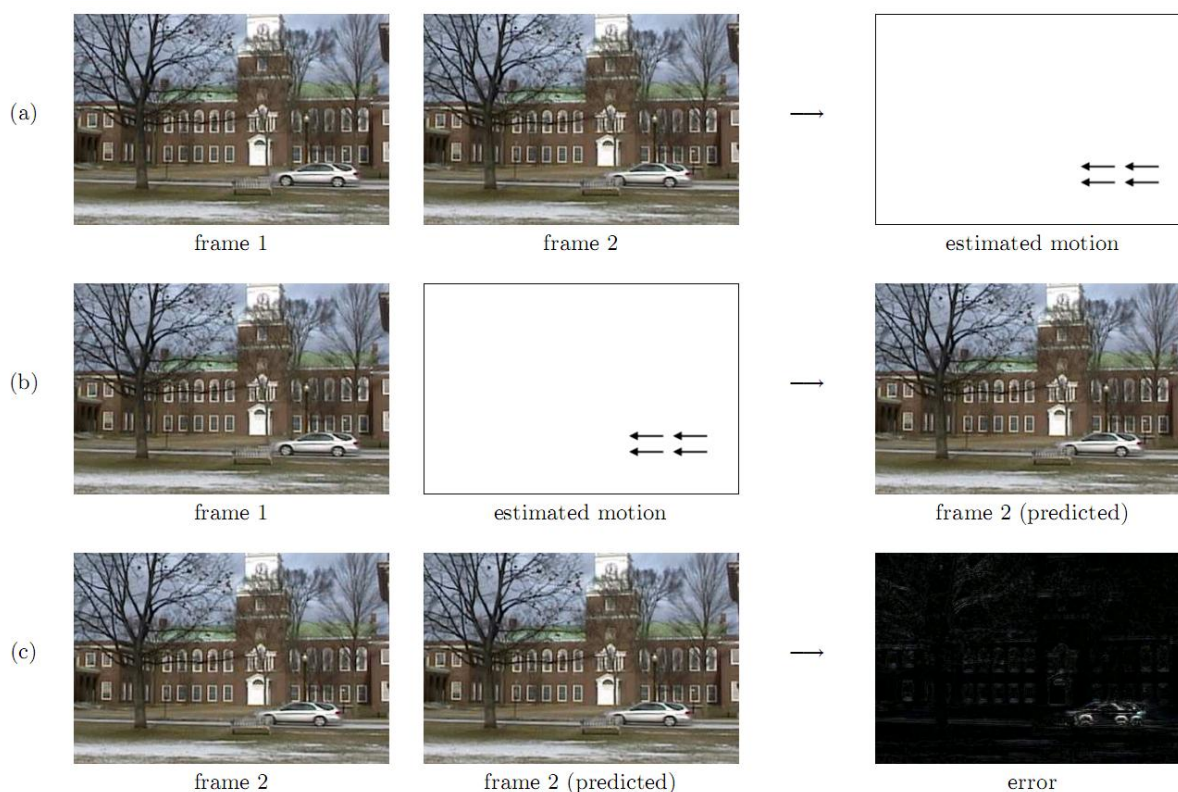 (a)
frame 1
frame 2
estimated motion
(b)
frame 1
estimated motion
frame 2 (predicted)
(c)
frame 2
frame 2 (predicted)
error